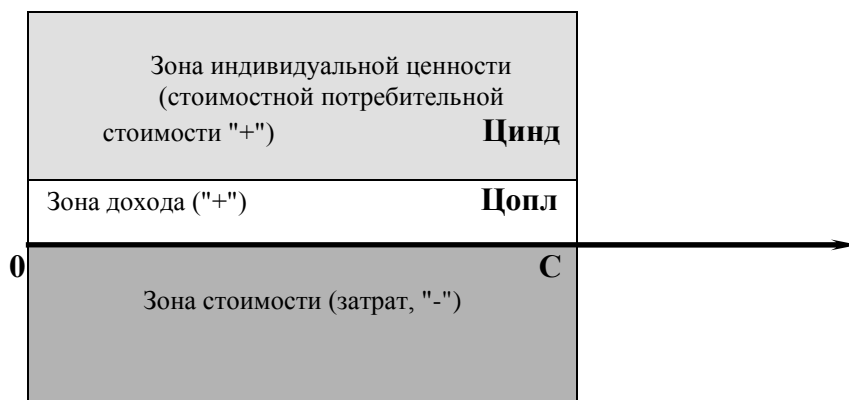 Зона индивидуальной ценности
(стоимостной потребительной
стоимости "+")
Цинд
Зона дохода ("+")
Цопл
0
С
Зона стоимости (затрат, "-")